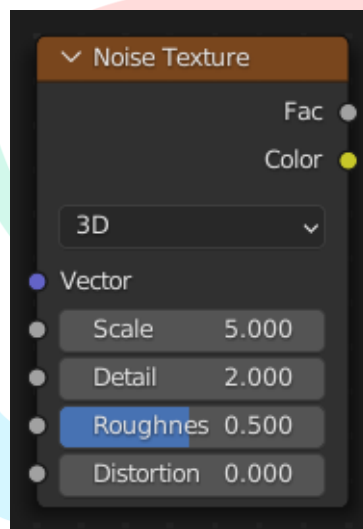 Noise Texture
Fac
Color
3D
Vector
Scale 5.000
Detail 2.000
Roughnes 0.500
Distortion 0.000